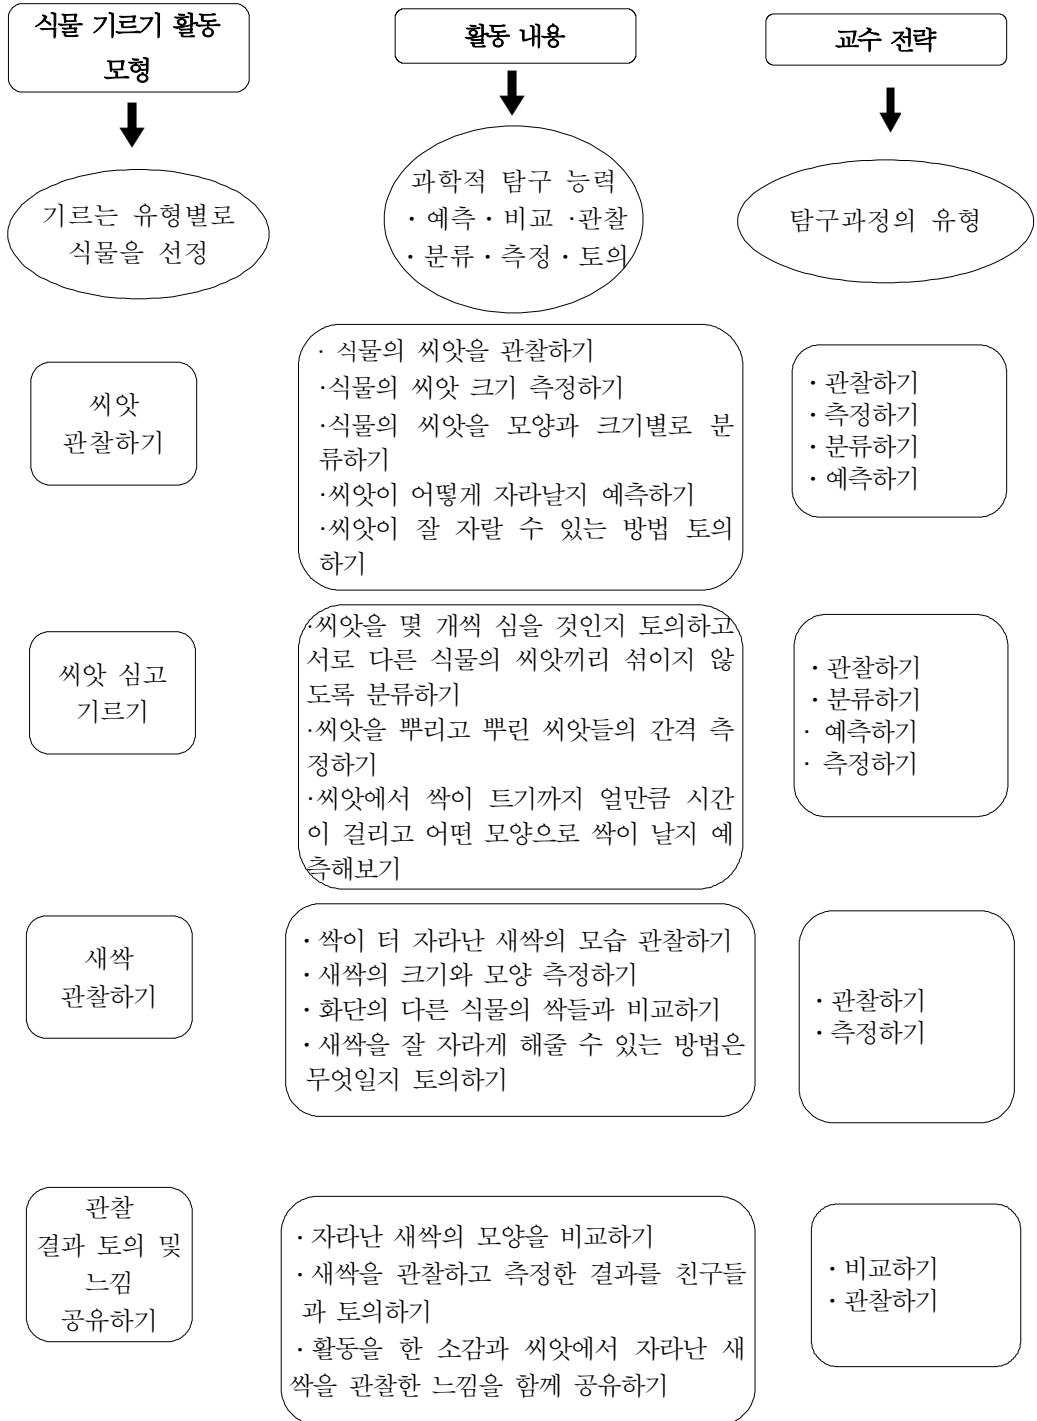 식물 기르기 활동
모형
활동 내용
교수 전략
기르는 유형별로
식물을 선정
과학적 탐구 능력
· 예측 · 비교 ·관찰
· 분류 · 측정 · 토의
탐구과정의 유형
씨앗
관찰하기
· 식물의 씨앗을 관찰하기
·식물의 씨앗 크기 측정하기
·식물의 씨앗을 모양과 크기별로 분
류하기
·씨앗이 어떻게 자라날지 예측하기
·씨앗이 잘 자랄 수 있는 방법 토의
하기
· 관찰하기
· 측정하기
· 분류하기
· 예측하기
씨앗 심고
기르기
·씨앗을 몇 개씩 심을 것인지 토의하고
서로 다른 식물의 씨앗끼리 섞이지 않
도록 분류하기
·씨앗을 뿌리고 뿌린 씨앗들의 간격 측
정하기
·씨앗에서 싹이 트기까지 얼만큼 시간
이 걸리고 어떤 모양으로 싹이 날지 예
측해보기
· 관찰하기
· 분류하기
· 예측하기
· 측정하기
새싹
관찰하기
· 싹이 터 자라난 새싹의 모습 관찰하기
· 새싹의 크기와 모양 측정하기
· 화단의 다른 식물의 싹들과 비교하기
· 새싹을 잘 자라게 해줄 수 있는 방법은
무엇일지 토의하기
· 관찰하기
· 측정하기
관찰
결과 토의 및
느낌
공유하기
· 자라난 새싹의 모양을 비교하기
· 새싹을 관찰하고 측정한 결과를 친구들
과 토의하기
· 활동을 한 소감과 씨앗에서 자라난 새
싹을 관찰한 느낌을 함께 공유하기
· 비교하기
· 관찰하기